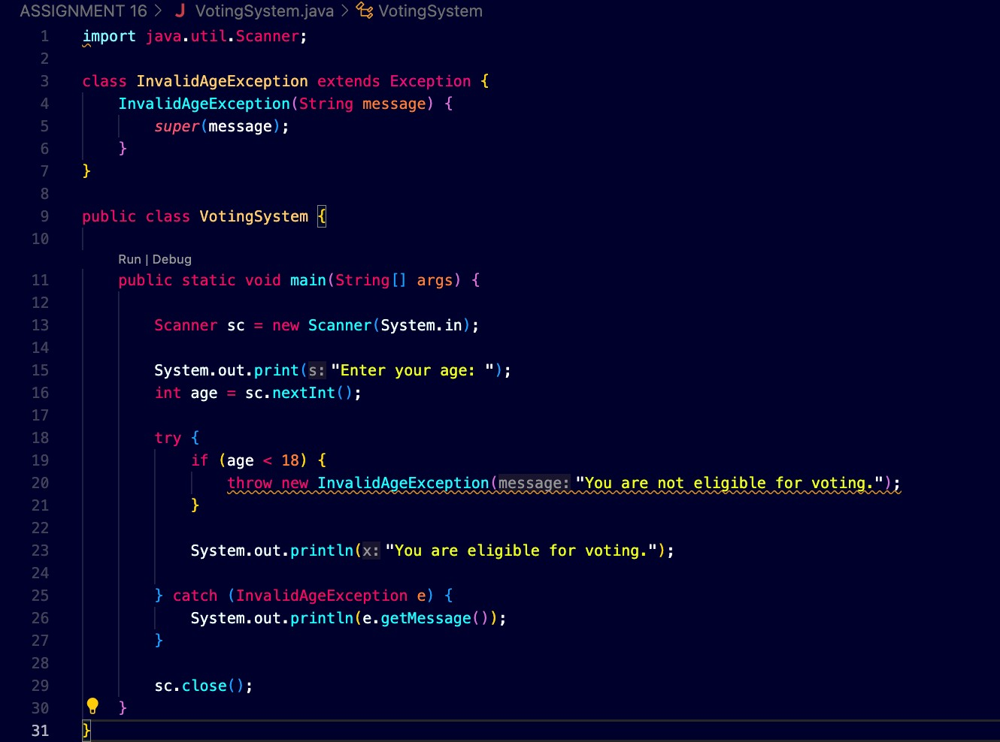 ASSIGNMENT 16 > J VotingSystem.java > VotingSystem
1 import java.util.Scanner;
2
3 class InvalidAgeException extends Exception {
4     InvalidAgeException(String message) {
5         super(message);
6     }
7 }
8
9 public class VotingSystem {
10
Run | Debug
11     public static void main(String[] args) {
12
13         Scanner sc = new Scanner(System.in);
14
15         System.out.print(s: "Enter your age: ");
16         int age = sc.nextInt();
17
18         try {
19             if (age < 18) {
20                 throw new InvalidAgeException(message: "You are not eligible for voting.");
21             }
22
23             System.out.println(x: "You are eligible for voting.");
24
25         } catch (InvalidAgeException e) {
26             System.out.println(e.getMessage());
27         }
28
29         sc.close();
30     }
31 }